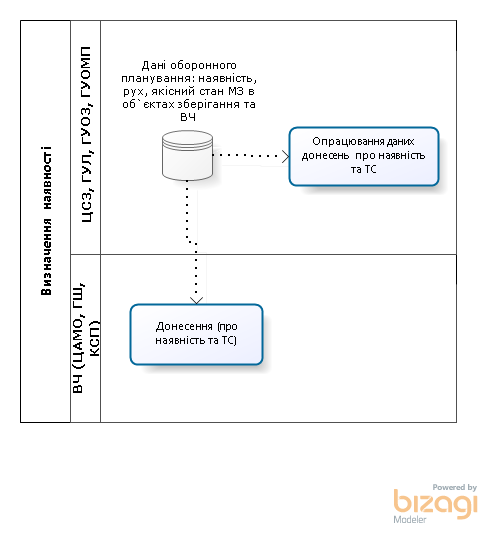 Визначення наявності
ЦСЗ, ГУЛ, ГУОЗ, ГУОМП
Дані оборонного
планування: наявність,
рух, якісний стан МЗ в
об`єктах зберігання та
ВЧ
Опрацювання даних
донесень про наявність
та ТС
ВЧ (ЦАМО, ГШ,
КСП)
Донесення (про
наявність та ТС)
Powered by
bizagi
Modeler